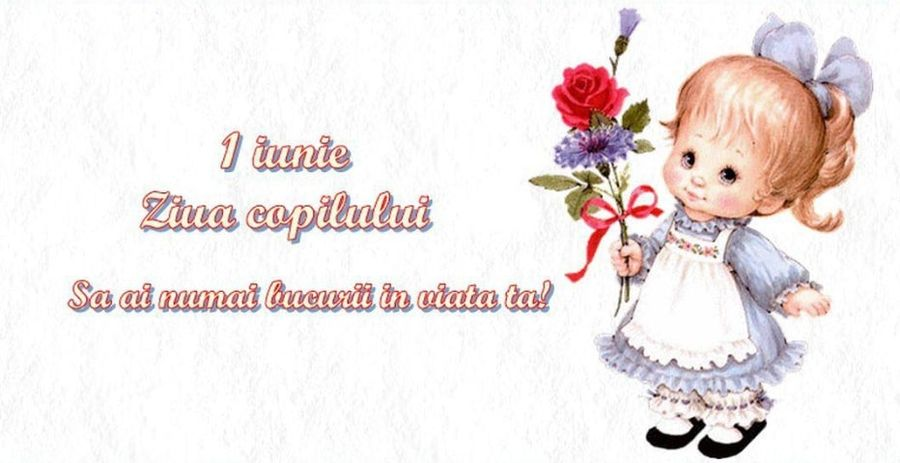 1 iunie
Ziua copilului
Sa ai numai bucurii in viata ta!